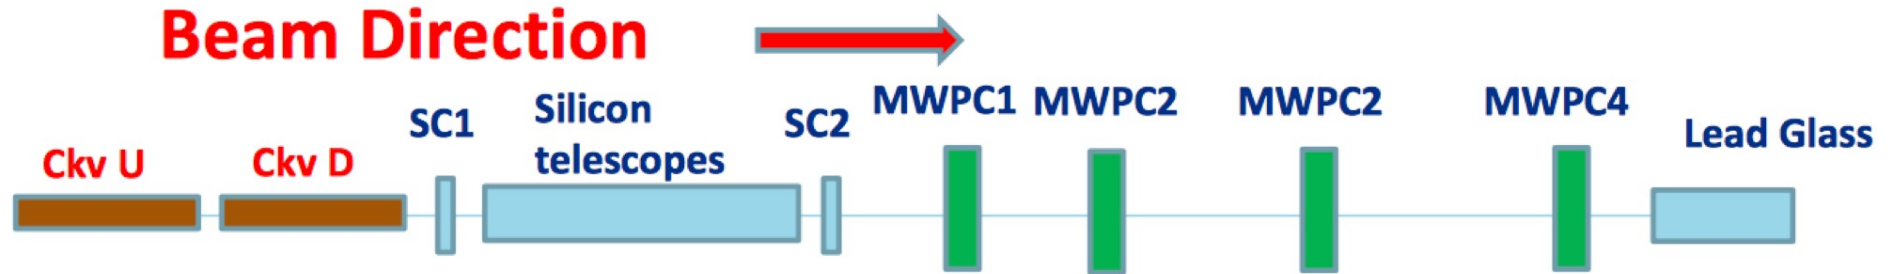 Beam Direction
Ckv U
Ckv D
SC1
Silicon
telescopes
SC2
MWPC1
MWPC2
MWPC2
MWPC4
Lead Glass